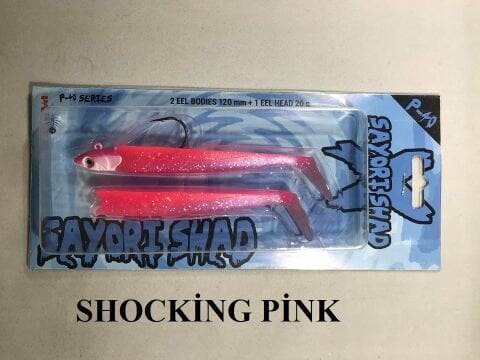 P-40 SERIES
2 EEL BODIES 120 mm + 1 EEL HEAD 20 g.
P-40
SAYORI SHAD
SAYORI SHAD
SHOCKİNG PİNK